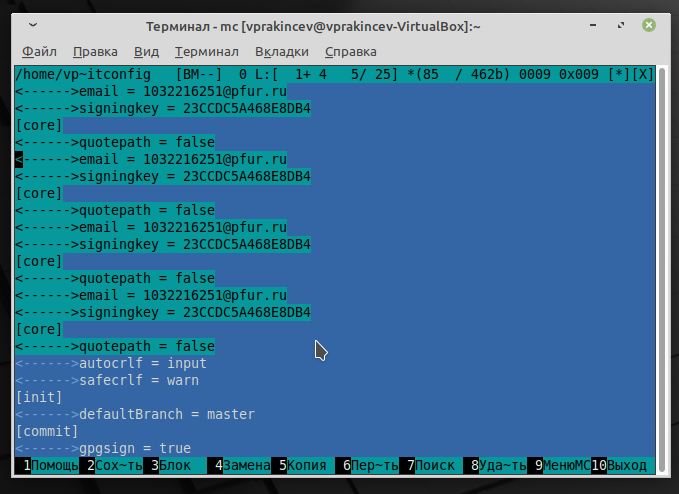 Терминал - mc [vprakincev@vprakincev-VirtualBox]:~
Файл Правка Вид Терминал Вкладки Справка
/home/vp~itconfig [BM--] 0 L:[ 1+ 4 5/ 25] *(85 / 462b) 0009 0x009 [*][X]
<------>email = 1032216251@pfur.ru
<------>signingkey = 23CCDC5A468E8DB4
[core]
<------>quotepath = false
<------>email = 1032216251@pfur.ru
<------>signingkey = 23CCDC5A468E8DB4
[core]
<------>quotepath = false
<------>email = 1032216251@pfur.ru
<------>signingkey = 23CCDC5A468E8DB4
[core]
<------>quotepath = false
<------>email = 1032216251@pfur.ru
<------>signingkey = 23CCDC5A468E8DB4
[core]
<------>quotepath = false
<------>autocrlf = input
<------>safecrlf = warn
[init]
<------>defaultBranch = master
[commit]
<------>gpgsign = true
1Помощь 2Сох~ть 3Блок 4Замена 5Копия 6Пер~ть 7Поиск 8Уда~ть 9МенюMC 10Выход